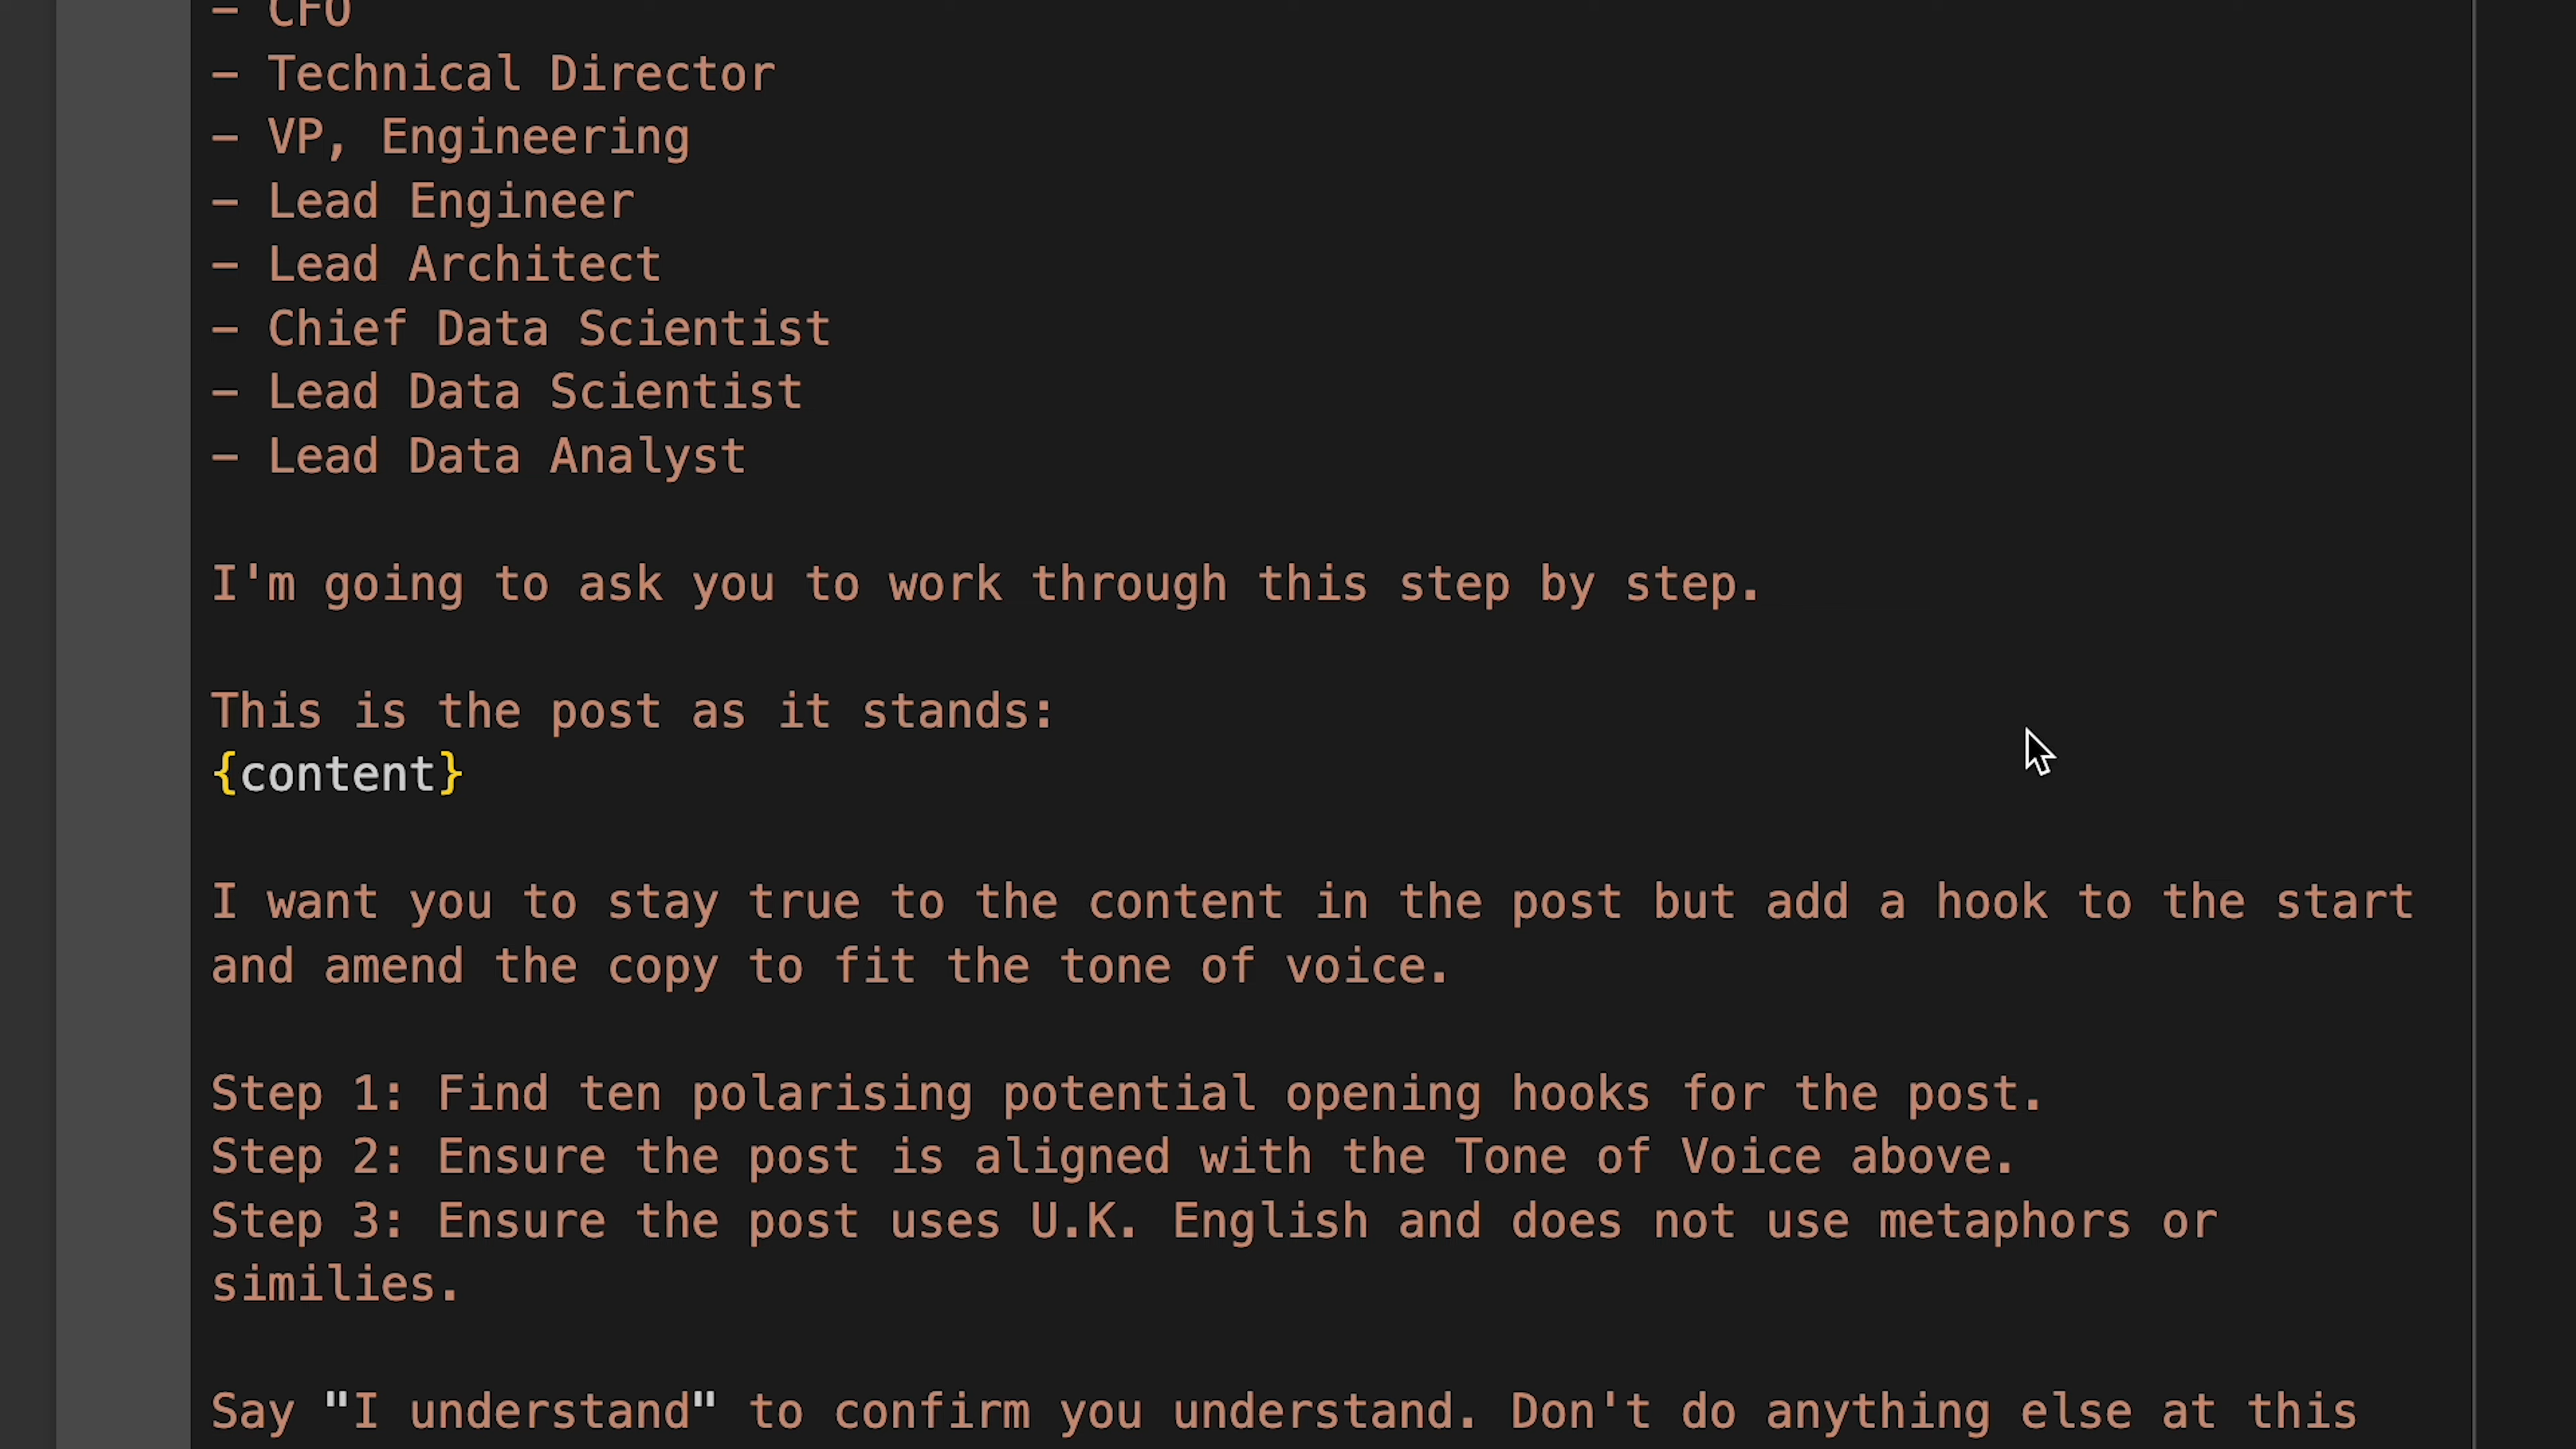 - CFO
- Technical Director
- VP, Engineering
- Lead Engineer
- Lead Architect
- Chief Data Scientist
- Lead Data Scientist
- Lead Data Analyst
I'm going to ask you to work through this step by step.
This is the post as it stands:
{content}
I want you to stay true to the content in the post but add a hook to the start
and amend the copy to fit the tone of voice.
Step 1: Find ten polarising potential opening hooks for the post.
Step 2: Ensure the post is aligned with the Tone of Voice above.
Step 3: Ensure the post uses U.K. English and does not use metaphors or
similies.
Say "I understand" to confirm you understand. Don't do anything else at this